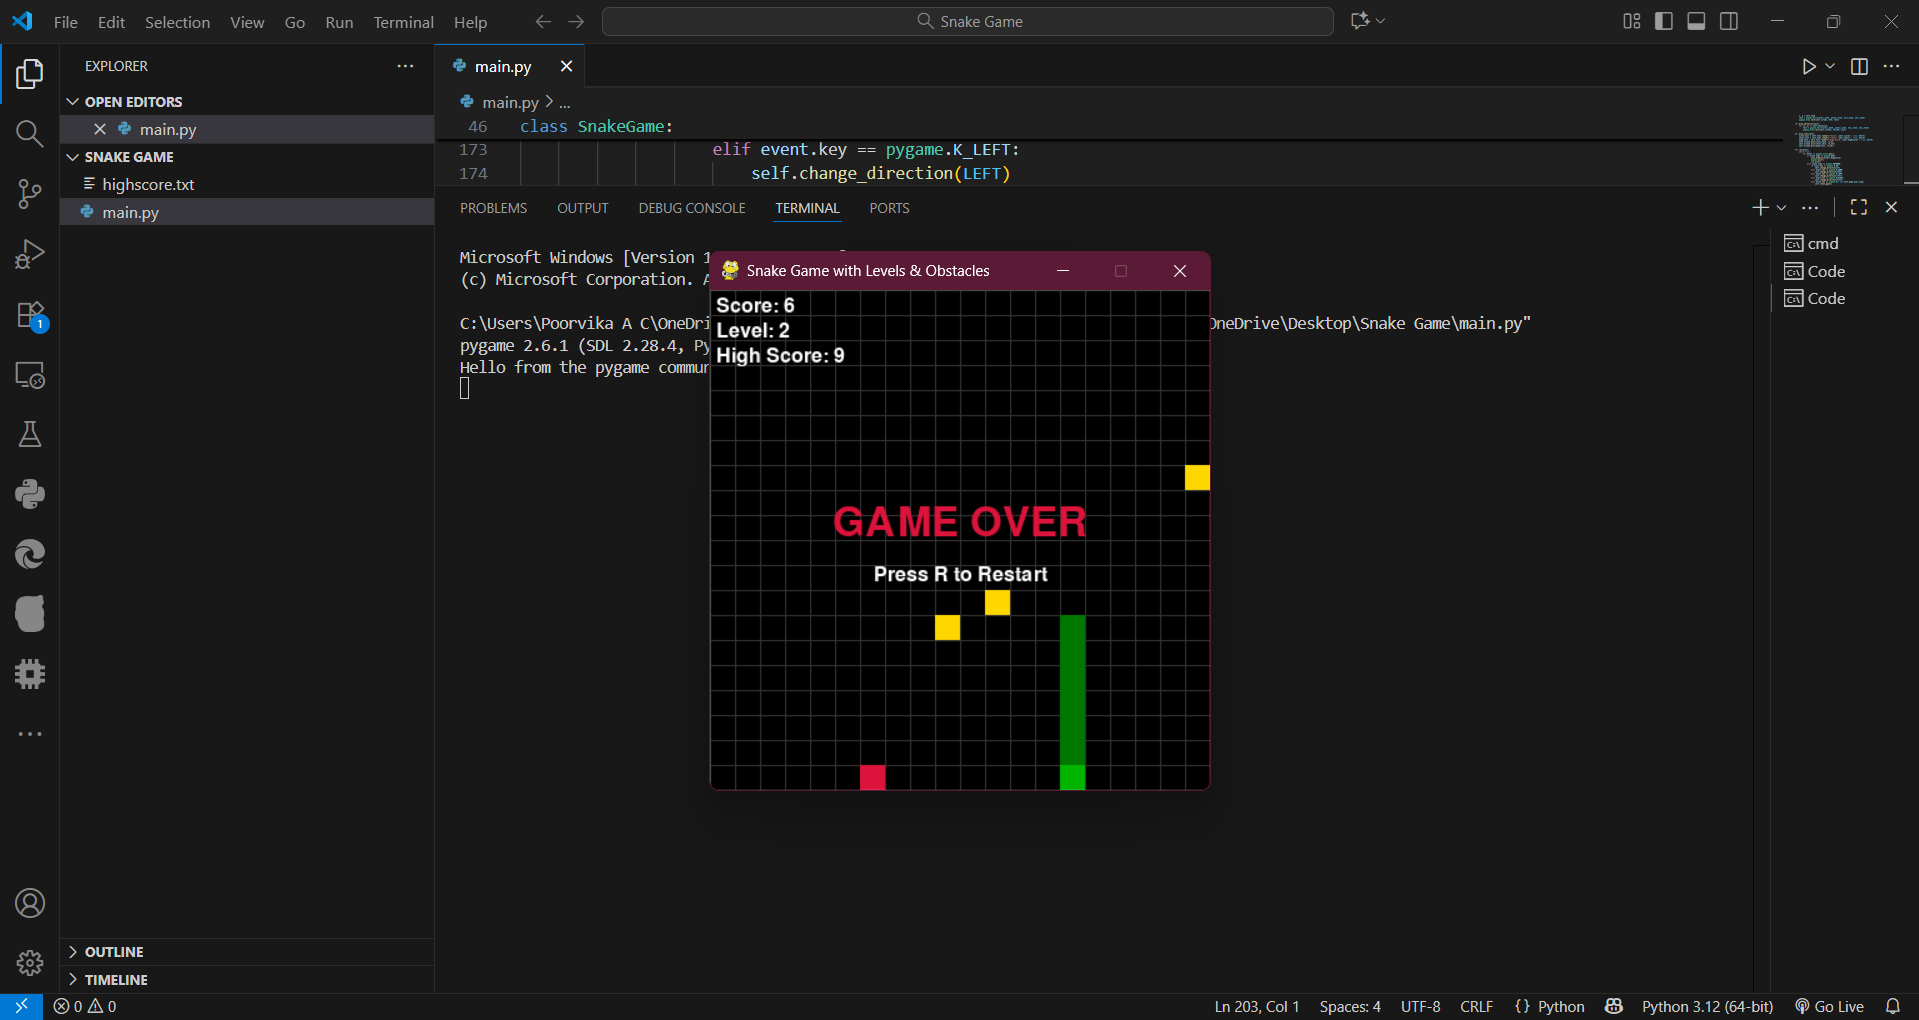 File Edit Selection View Go Run Terminal Help
Snake Game
EXPLORER
OPEN EDITORS
main.py
SNAKE GAME
highscore.txt
main.py
OUTLINE
TIMELINE
main.py
main.py > ...
46 class SnakeGame:
173 elif event.key == pygame.K_LEFT:
174 self.change_direction(LEFT)
PROBLEMS OUTPUT DEBUG CONSOLE TERMINAL PORTS
Microsoft Windows [Version 1
(c) Microsoft Corporation. A
C:\Users\Poorvika A C\OneDri
OneDrive\Desktop\Snake Game\main.py"
pygame 2.6.1 (SDL 2.28.4, Py
Hello from the pygame commun
cmd
Code
Code
Snake Game with Levels & Obstacles
Score: 6
Level: 2
High Score: 9
GAME OVER
Press R to Restart
1
0 0
Ln 203, Col 1 Spaces: 4 UTF-8 CRLF {} Python Python 3.12 (64-bit) Go Live